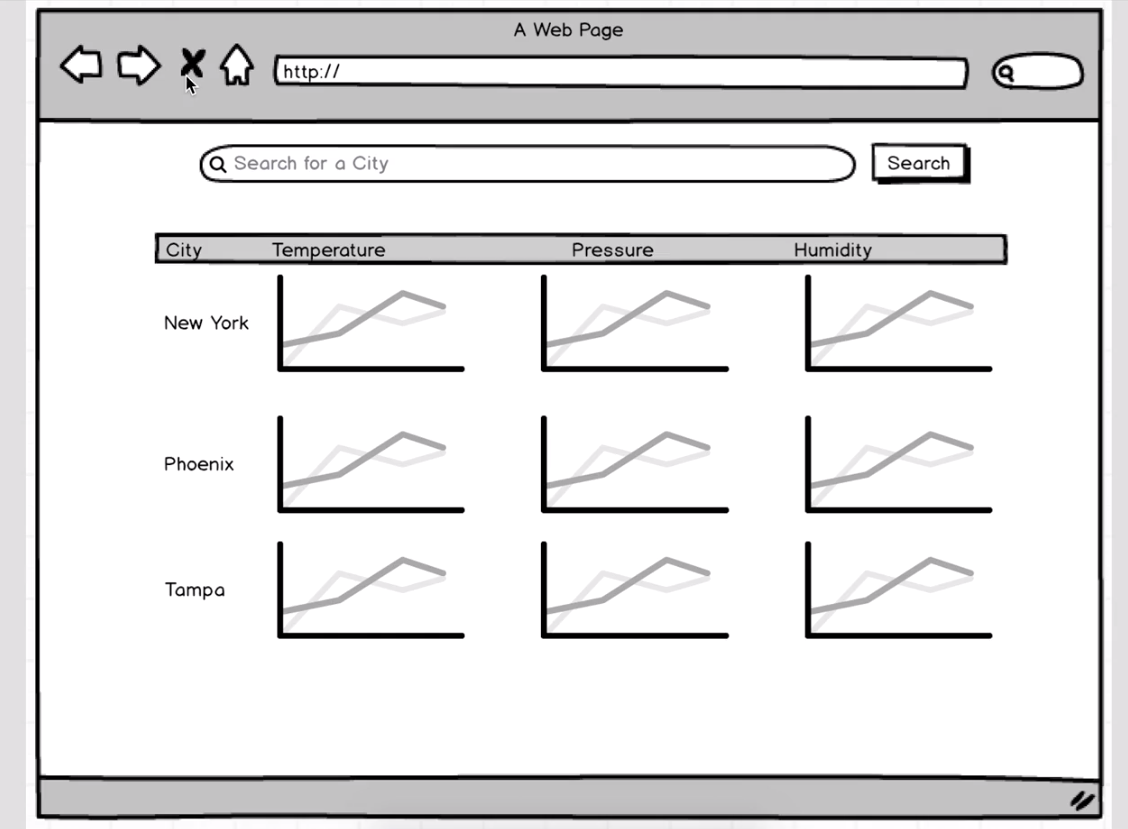 A Web Page
http://
Search for a City
Search
City Temperature Pressure Humidity
New York
Phoenix
Tampa